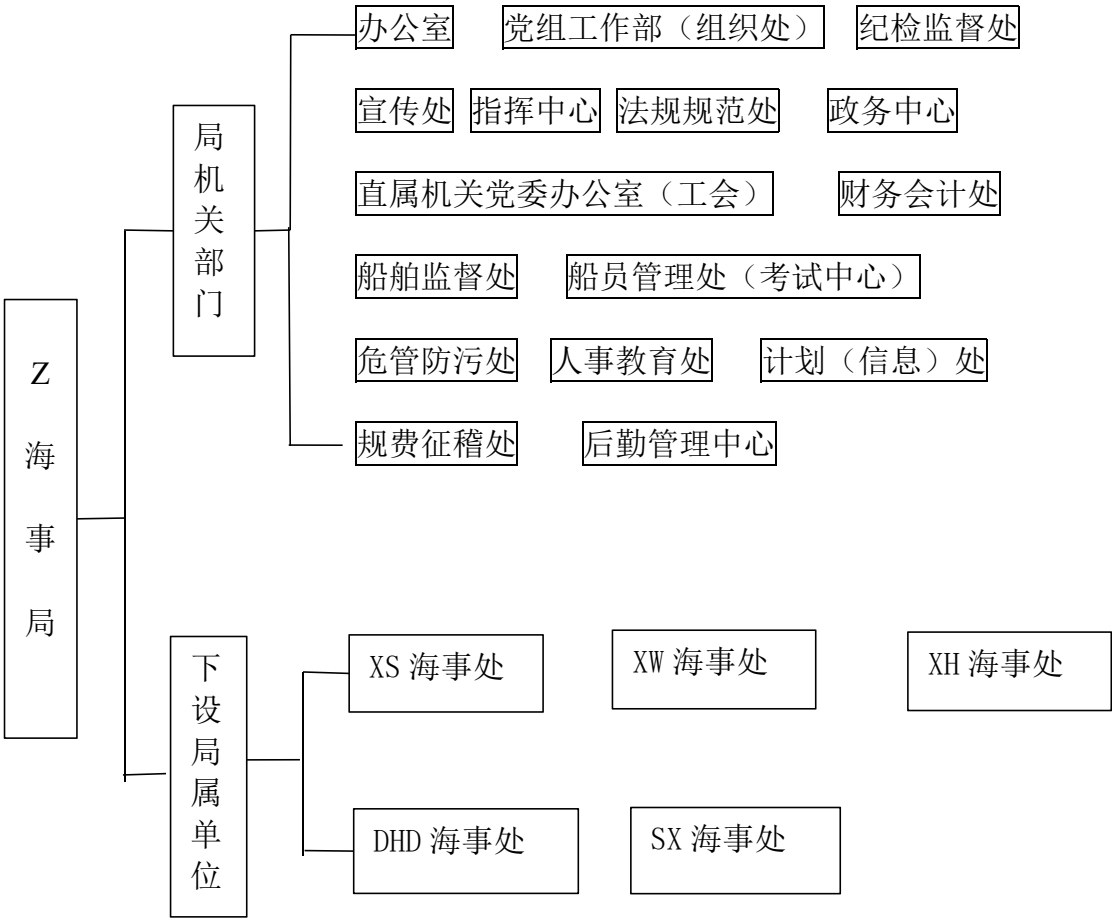 办公室 党组工作部（组织处） 纪检监督处
宣传处 指挥中心 法规规范处 政务中心
直属机关党委办公室（工会） 财务会计处
船舶监督处 船员管理处（考试中心）
危管防污处 人事教育处 计划（信息）处
规费征稽处 后勤管理中心
局机关部门
Z海事局
下设局属单位
XS海事处 XW海事处 XH海事处
DHD海事处 SX海事处